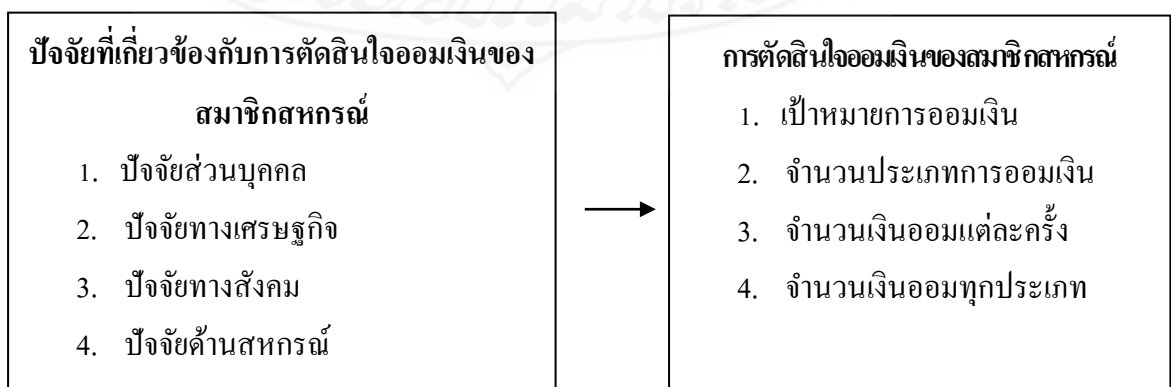 ปัจจัยที่เกี่ยวข้องกับการตัดสินใจออมเงินของ
สมาชิกสหกรณ์
1. ปัจจัยส่วนบุคคล
2. ปัจจัยทางเศรษฐกิจ
3. ปัจจัยทางสังคม
4. ปัจจัยด้านสหกรณ์
การตัดสินใจออมเงินของสมาชิกสหกรณ์
1. เป้าหมายการออมเงิน
2. จำนวนประเภทการออมเงิน
3. จำนวนเงินออมแต่ละครั้ง
4. จำนวนเงินออมทุกประเภท